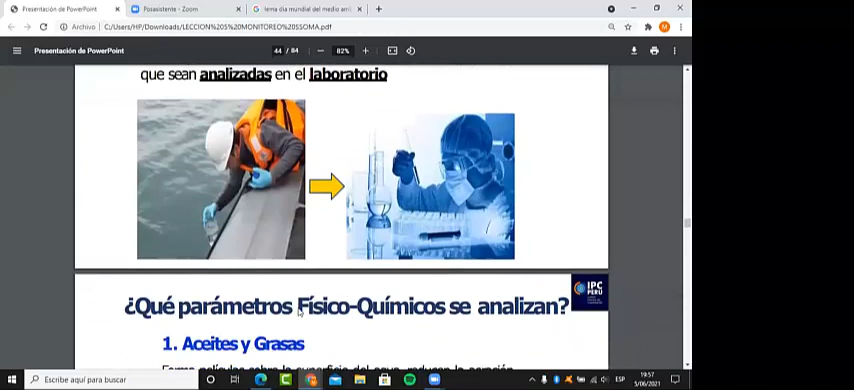 Presentación de PowerPoint
Posasistente - Zoom
tema dia mundial del medio ambi
Archivo | C:/Users/HP/Downloads/LECCION%205%20MONITOREO%20SSOMA.pdf
Presentación de PowerPoint
44 / 84
82%
que sean analizadas en el laboratorio
¿Qué parámetros Físico-Químicos se analizan?
IPC
PERÚ
1. Aceites y Grasas
Escribe aquí para buscar
ESP
19:57
5/06/2021